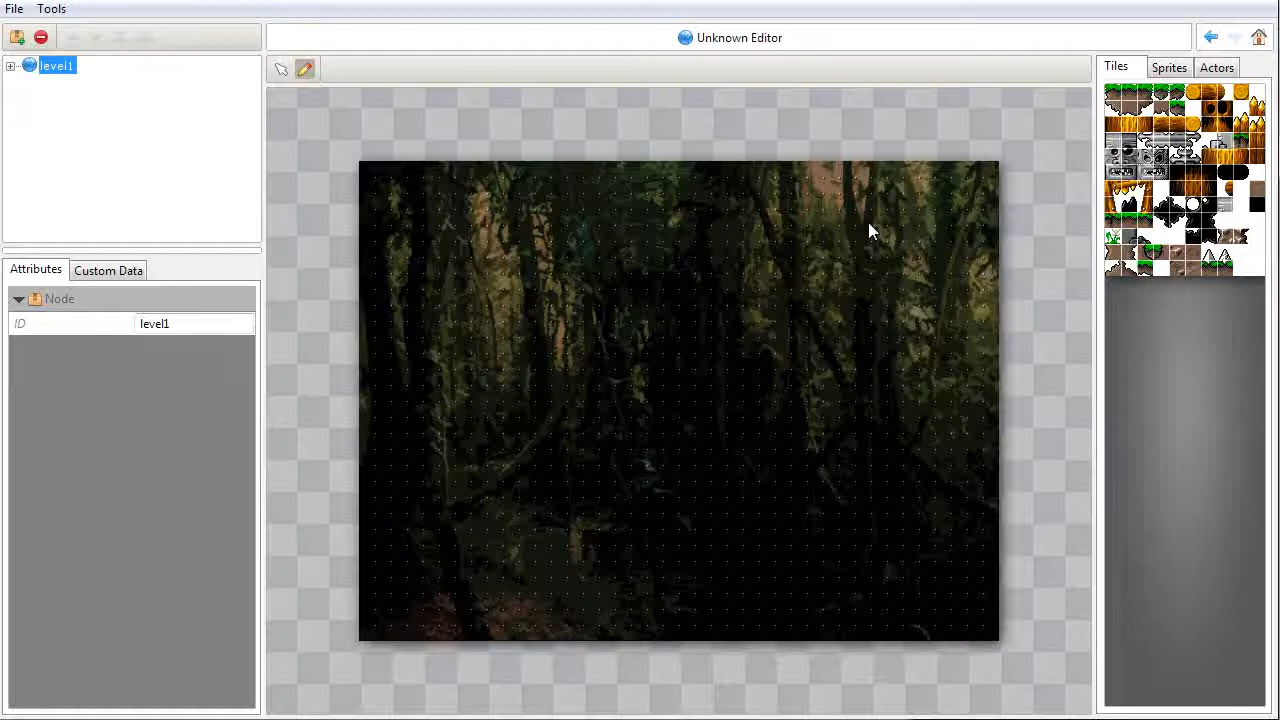 File Tools
Unknown Editor
level1
Tiles Sprites Actors
Attributes Custom Data
Node
ID level1